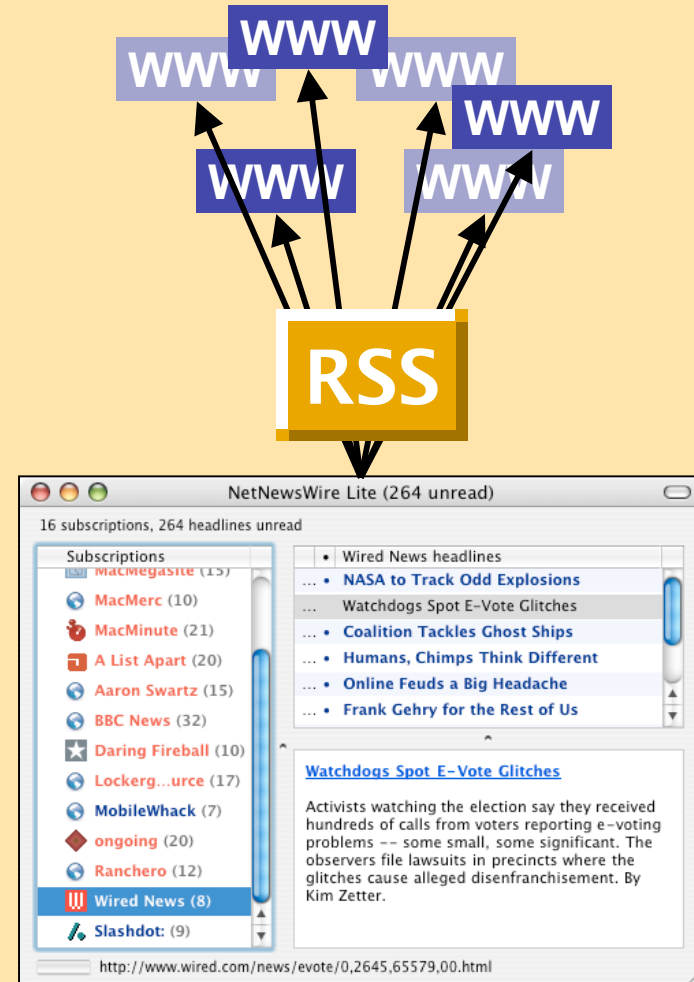 WWW
WWW
WWW
WWW
WWW
WWW
RSS
NetNewsWire Lite (264 unread)
16 subscriptions, 264 headlines unread
Subscriptions
MacMegasite (15)
MacMerc (10)
MacMinute (21)
A List Apart (20)
Aaron Swartz (15)
BBC News (32)
Daring Fireball (10)
Lockerg...urce (17)
MobileWhack (7)
ongoing (20)
Ranchero (12)
Wired News (8)
Slashdot: (9)
• Wired News headlines
... • NASA to Track Odd Explosions
... Watchdogs Spot E-Vote Glitches
... • Coalition Tackles Ghost Ships
... • Humans, Chimps Think Different
... • Online Feuds a Big Headache
... • Frank Gehry for the Rest of Us
Watchdogs Spot E-Vote Glitches
Activists watching the election say they received
hundreds of calls from voters reporting e-voting
problems -- some small, some significant. The
observers file lawsuits in precincts where the
glitches cause alleged disenfranchisement. By
Kim Zetter.
http://www.wired.com/news/evote/0,2645,65579,00.html